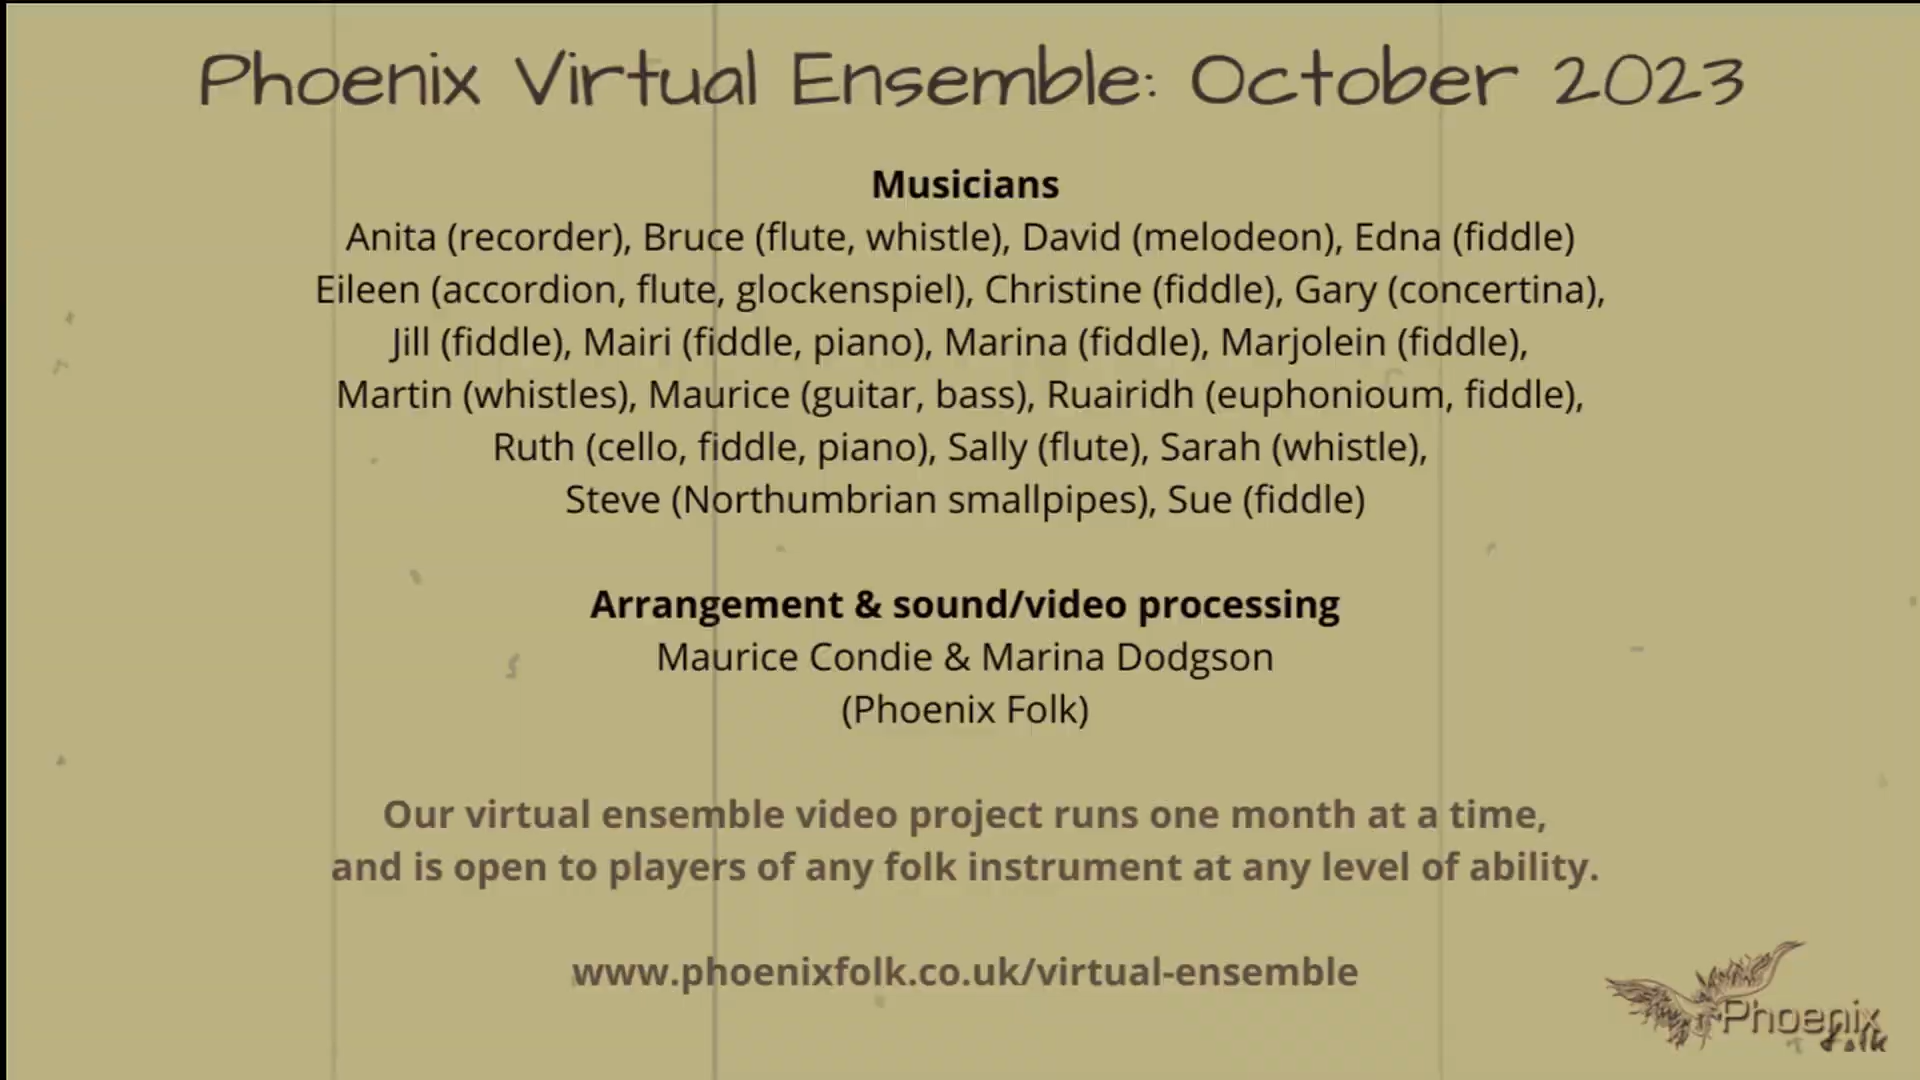 Phoenix Virtual Ensemble: October 2023
Musicians
Anita (recorder), Bruce (flute, whistle), David (melodeon), Edna (fiddle)
Eileen (accordion, flute, glockenspiel), Christine (fiddle), Gary (concertina),
Jill (fiddle), Mairi (fiddle, piano), Marina (fiddle), Marjolein (fiddle),
Martin (whistles), Maurice (guitar, bass), Ruairidh (euphonioum, fiddle),
Ruth (cello, fiddle, piano), Sally (flute), Sarah (whistle),
Steve (Northumbrian smallpipes), Sue (fiddle)
Arrangement & sound/video processing
Maurice Condie & Marina Dodgson
(Phoenix Folk)
Our virtual ensemble video project runs one month at a time,
and is open to players of any folk instrument at any level of ability.
www.phoenixfolk.co.uk/virtual-ensemble
Phoenix
folk